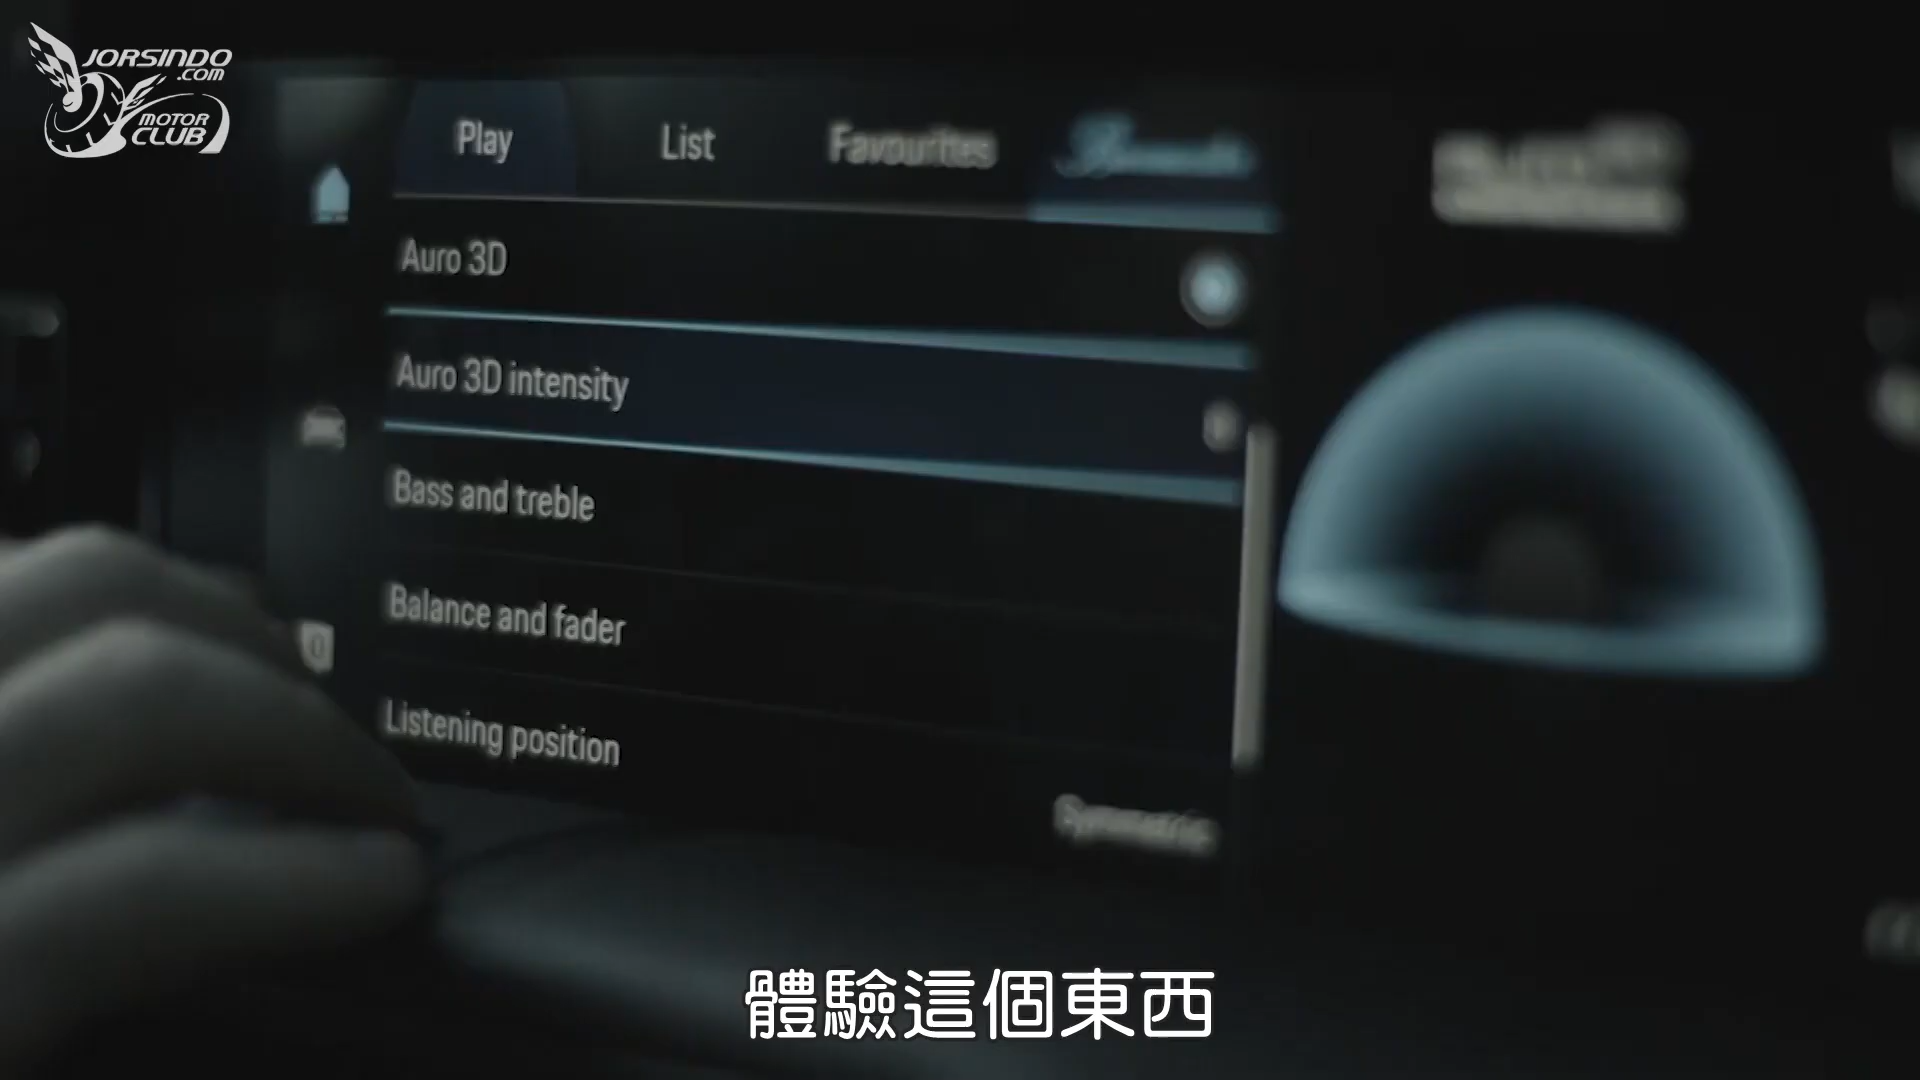 JORSINDO
.COM
MOTOR
CLUB
Play
List
Favourites
Auro 3D
Auro 3D intensity
Bass and treble
Balance and fader
Listening position
Symmetric
體驗這個東西